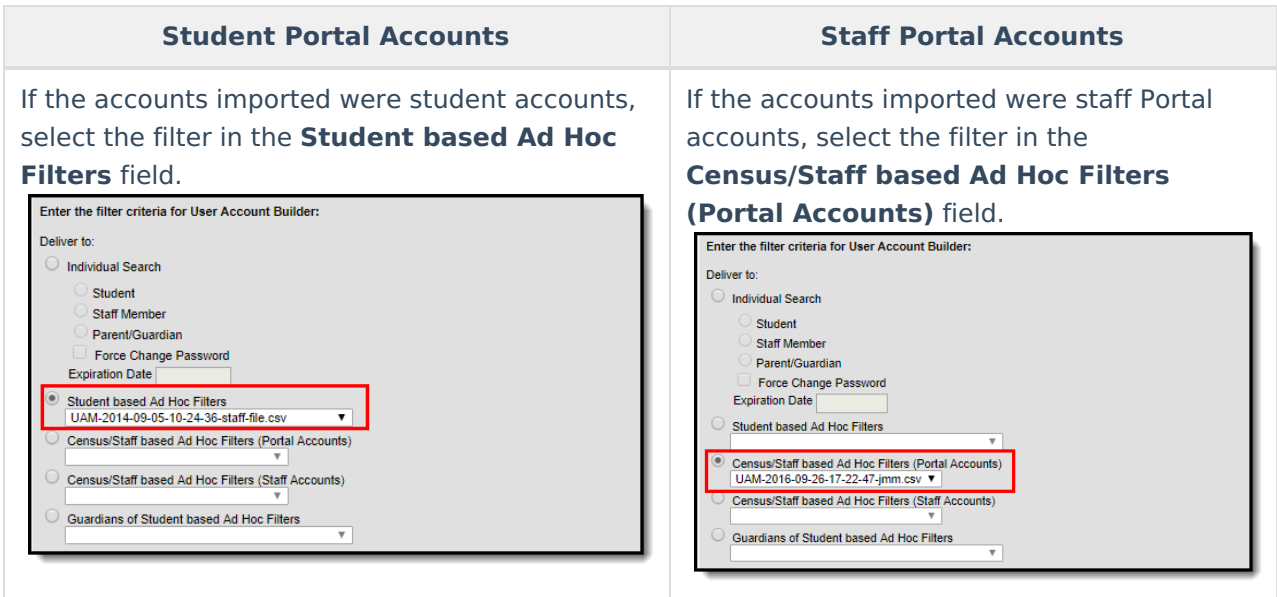 Student Portal Accounts
If the accounts imported were student accounts,
select the filter in the Student based Ad Hoc
Filters field.
Enter the filter criteria for User Account Builder:
Deliver to:
Individual Search
Student
Staff Member
Parent/Guardian
Force Change Password
Expiration Date
Student based Ad Hoc Filters
UAM-2014-09-05-10-24-36-staff-file.csv
Census/Staff based Ad Hoc Filters (Portal Accounts)
Census/Staff based Ad Hoc Filters (Staff Accounts)
Guardians of Student based Ad Hoc Filters
Staff Portal Accounts
If the accounts imported were staff Portal
accounts, select the filter in the
Census/Staff based Ad Hoc Filters
(Portal Accounts) field.
Enter the filter criteria for User Account Builder:
Deliver to:
Individual Search
Student
Staff Member
Parent/Guardian
Force Change Password
Expiration Date
Student based Ad Hoc Filters
Census/Staff based Ad Hoc Filters (Portal Accounts)
UAM-2016-09-26-17-22-47-jmm.csv
Census/Staff based Ad Hoc Filters (Staff Accounts)
Guardians of Student based Ad Hoc Filters